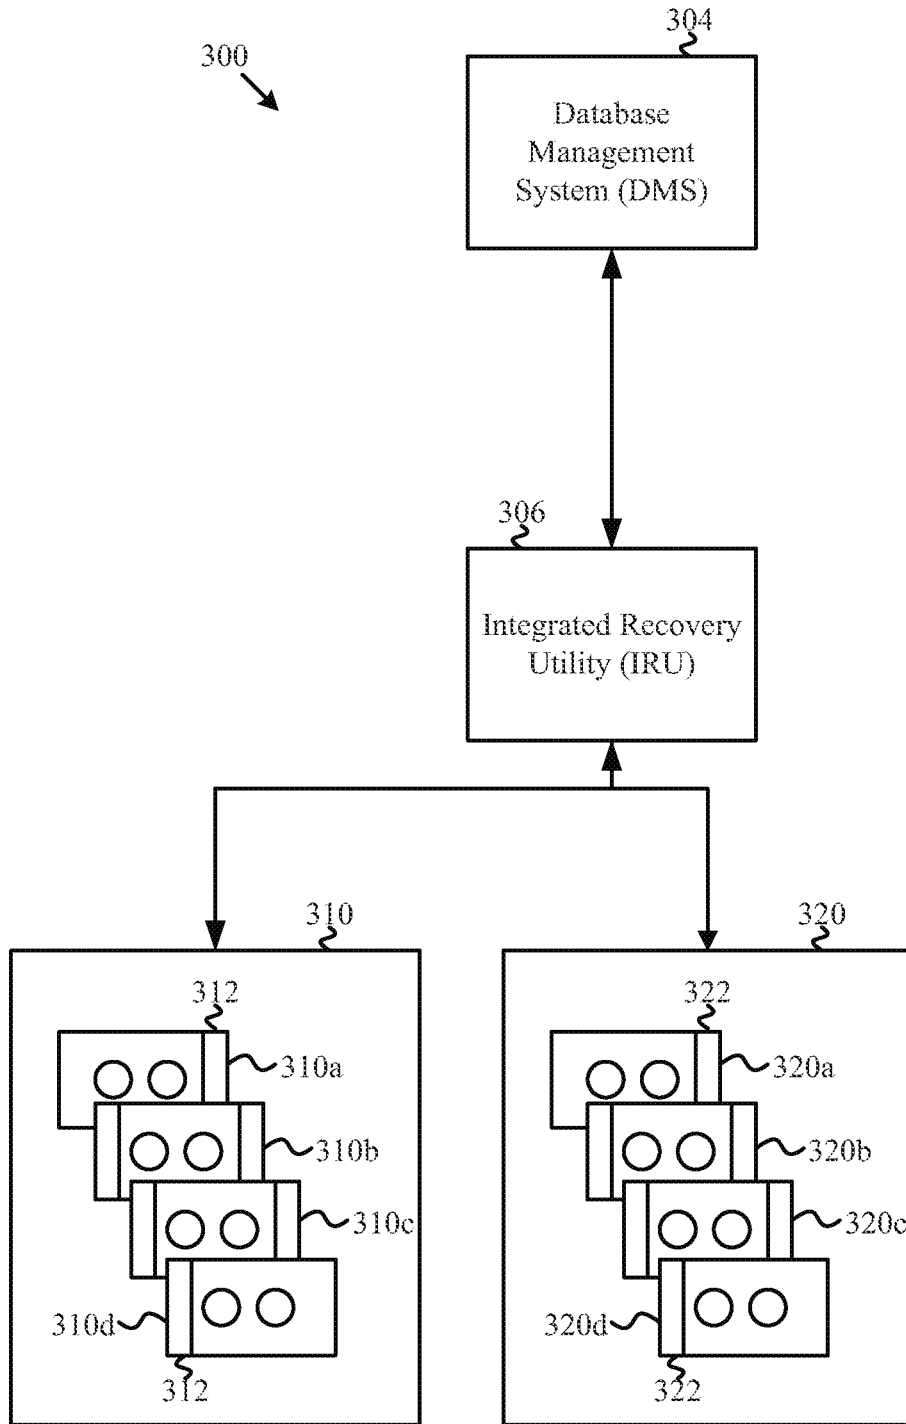 304
300
Database
Management
System (DMS)
306
Integrated Recovery
Utility (IRU)
310
320
312
322
310a
320a
310b
320b
310c
320c
310d
320d
312
322